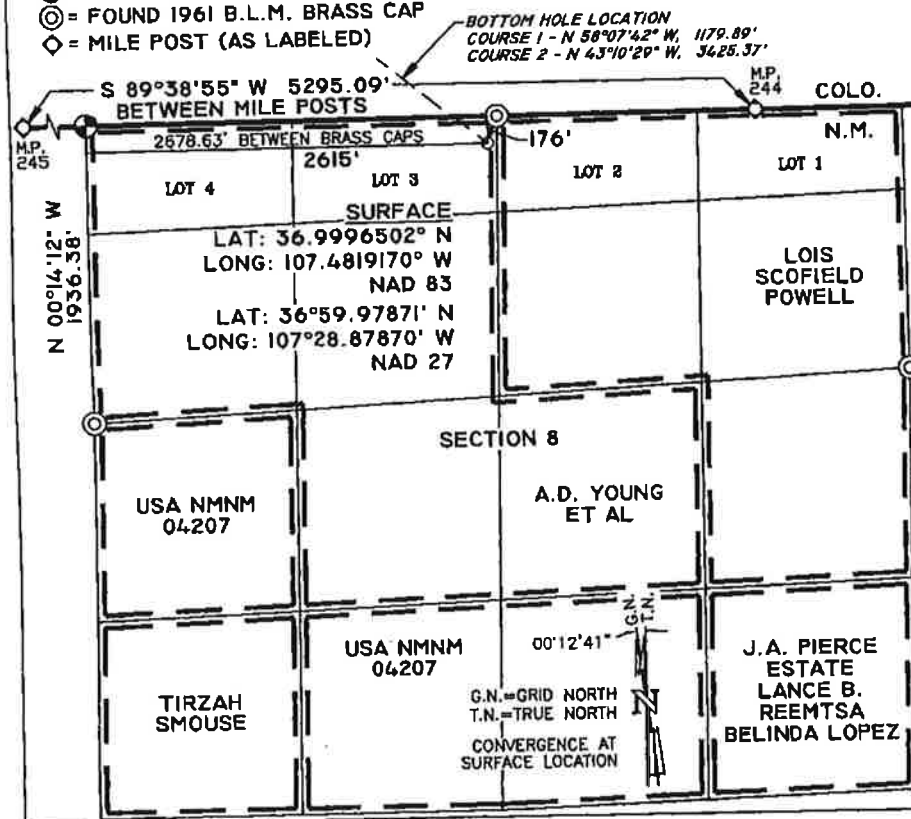 = FOUND 1961 B.L.M. BRASS CAP
= MILE POST (AS LABELED)
BOTTOM HOLE LOCATION
COURSE 1 - N 58°07'42" W, 1179.89'
COURSE 2 - N 43°10'29" W, 3425.37'
S 89°38'55" W 5295.09'
BETWEEN MILE POSTS
M.P.
244
COLO.
N.M.
M.P.
245
2678.63' BETWEEN BRASS CAPS
2615'
176'
LOT 4
LOT 3
LOT 2
LOT 1
N 00°14'12" W
1936.38'
SURFACE
LAT: 36.9996502° N
LONG: 107.4819170° W
NAD 83
LAT: 36°59.97871' N
LONG: 107°28.87870' W
NAD 27
LOIS
SCOFIELD
POWELL
SECTION 8
USA NMNM
04207
A.D. YOUNG
ET AL
TIRZAH
SMOUSE
USA NMNM
04207
00°12'41"
G.N.
T.N.
N
G.N.=GRID NORTH
T.N.=TRUE NORTH
CONVERGENCE AT
SURFACE LOCATION
J.A. PIERCE
ESTATE
LANCE B.
REEMTSA
BELINDA LOPEZ